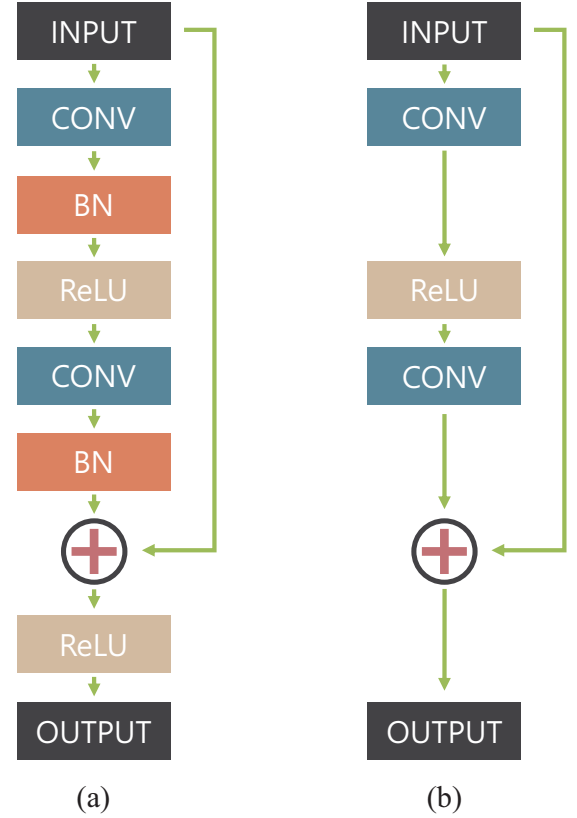 INPUT
CONV
BN
ReLU
CONV
BN
ReLU
OUTPUT
(a)
INPUT
CONV
ReLU
CONV
OUTPUT
(b)